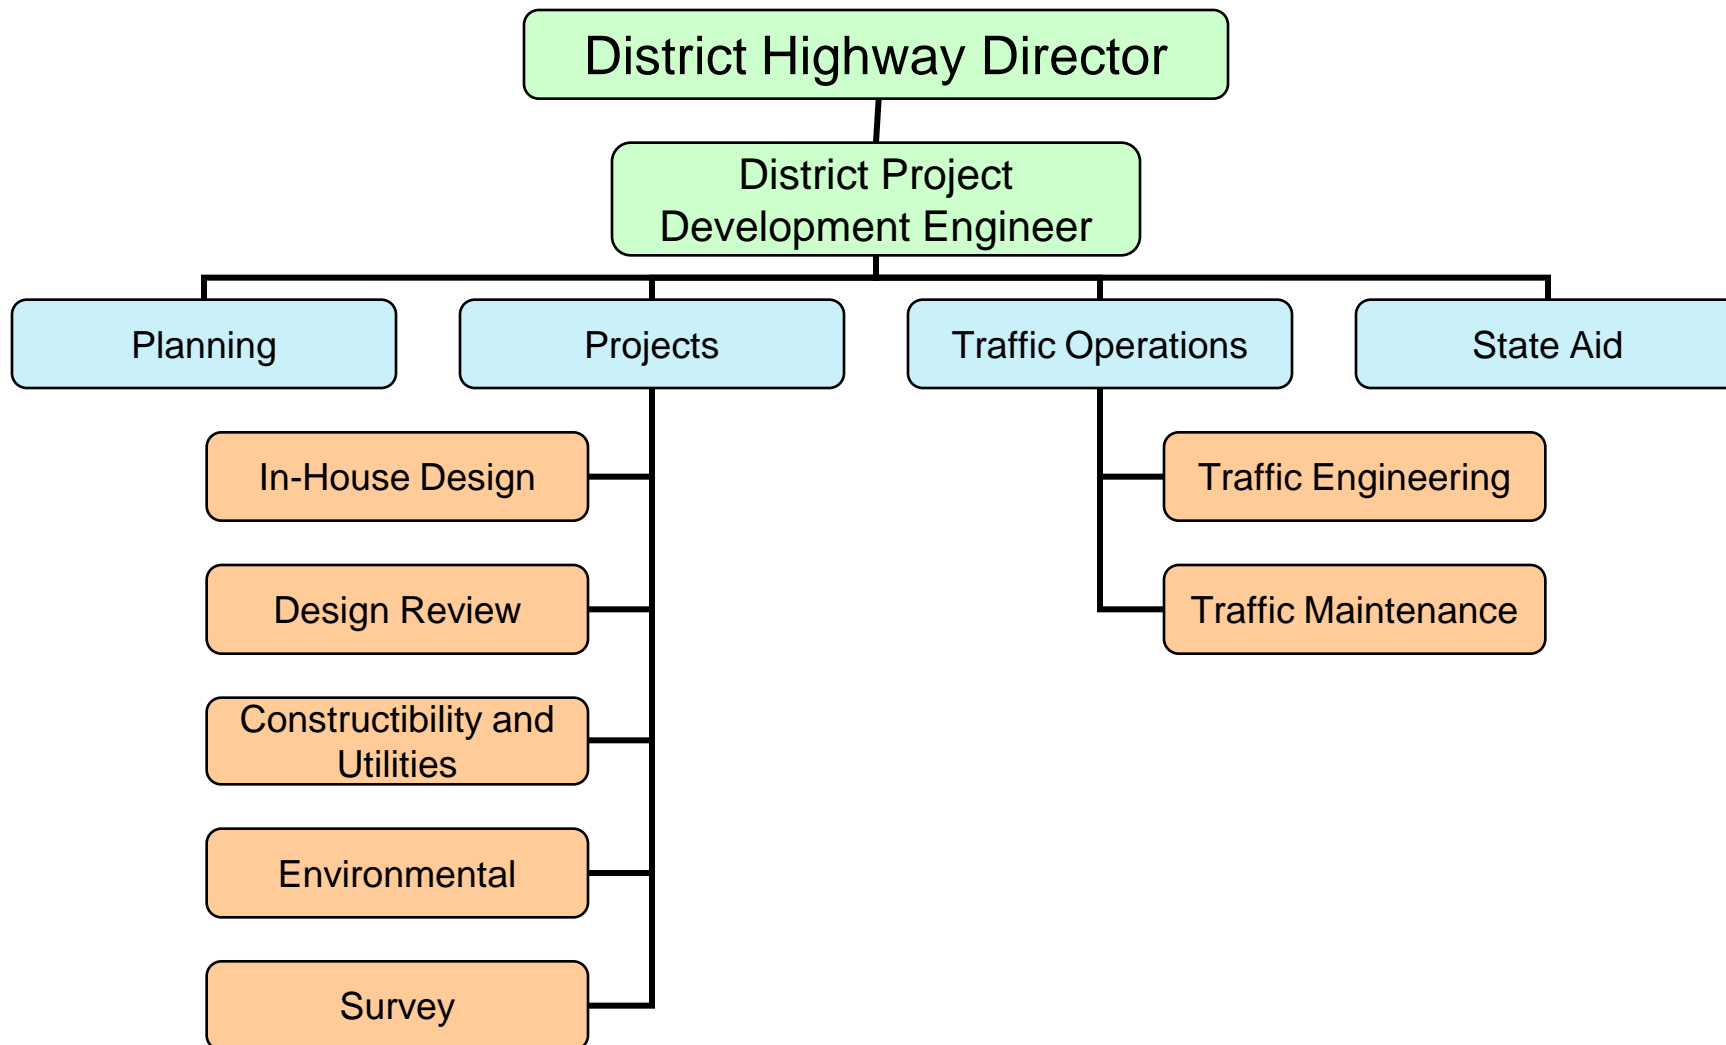 District Highway Director
District Project
Development Engineer
Planning
Projects
Traffic Operations
State Aid
In-House Design
Traffic Engineering
Design Review
Traffic Maintenance
Constructibility and
Utilities
Environmental
Survey